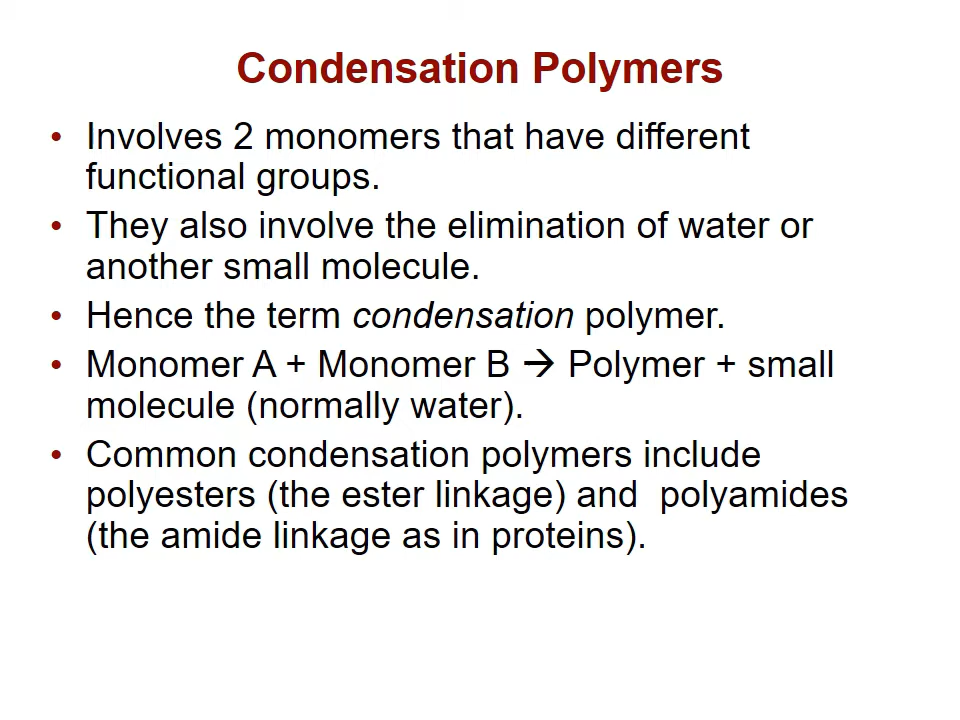 Condensation Polymers
• Involves 2 monomers that have different
functional groups.
• They also involve the elimination of water or
another small molecule.
• Hence the term condensation polymer.
• Monomer A + Monomer B → Polymer + small
molecule (normally water).
• Common condensation polymers include
polyesters (the ester linkage) and  polyamides
(the amide linkage as in proteins).